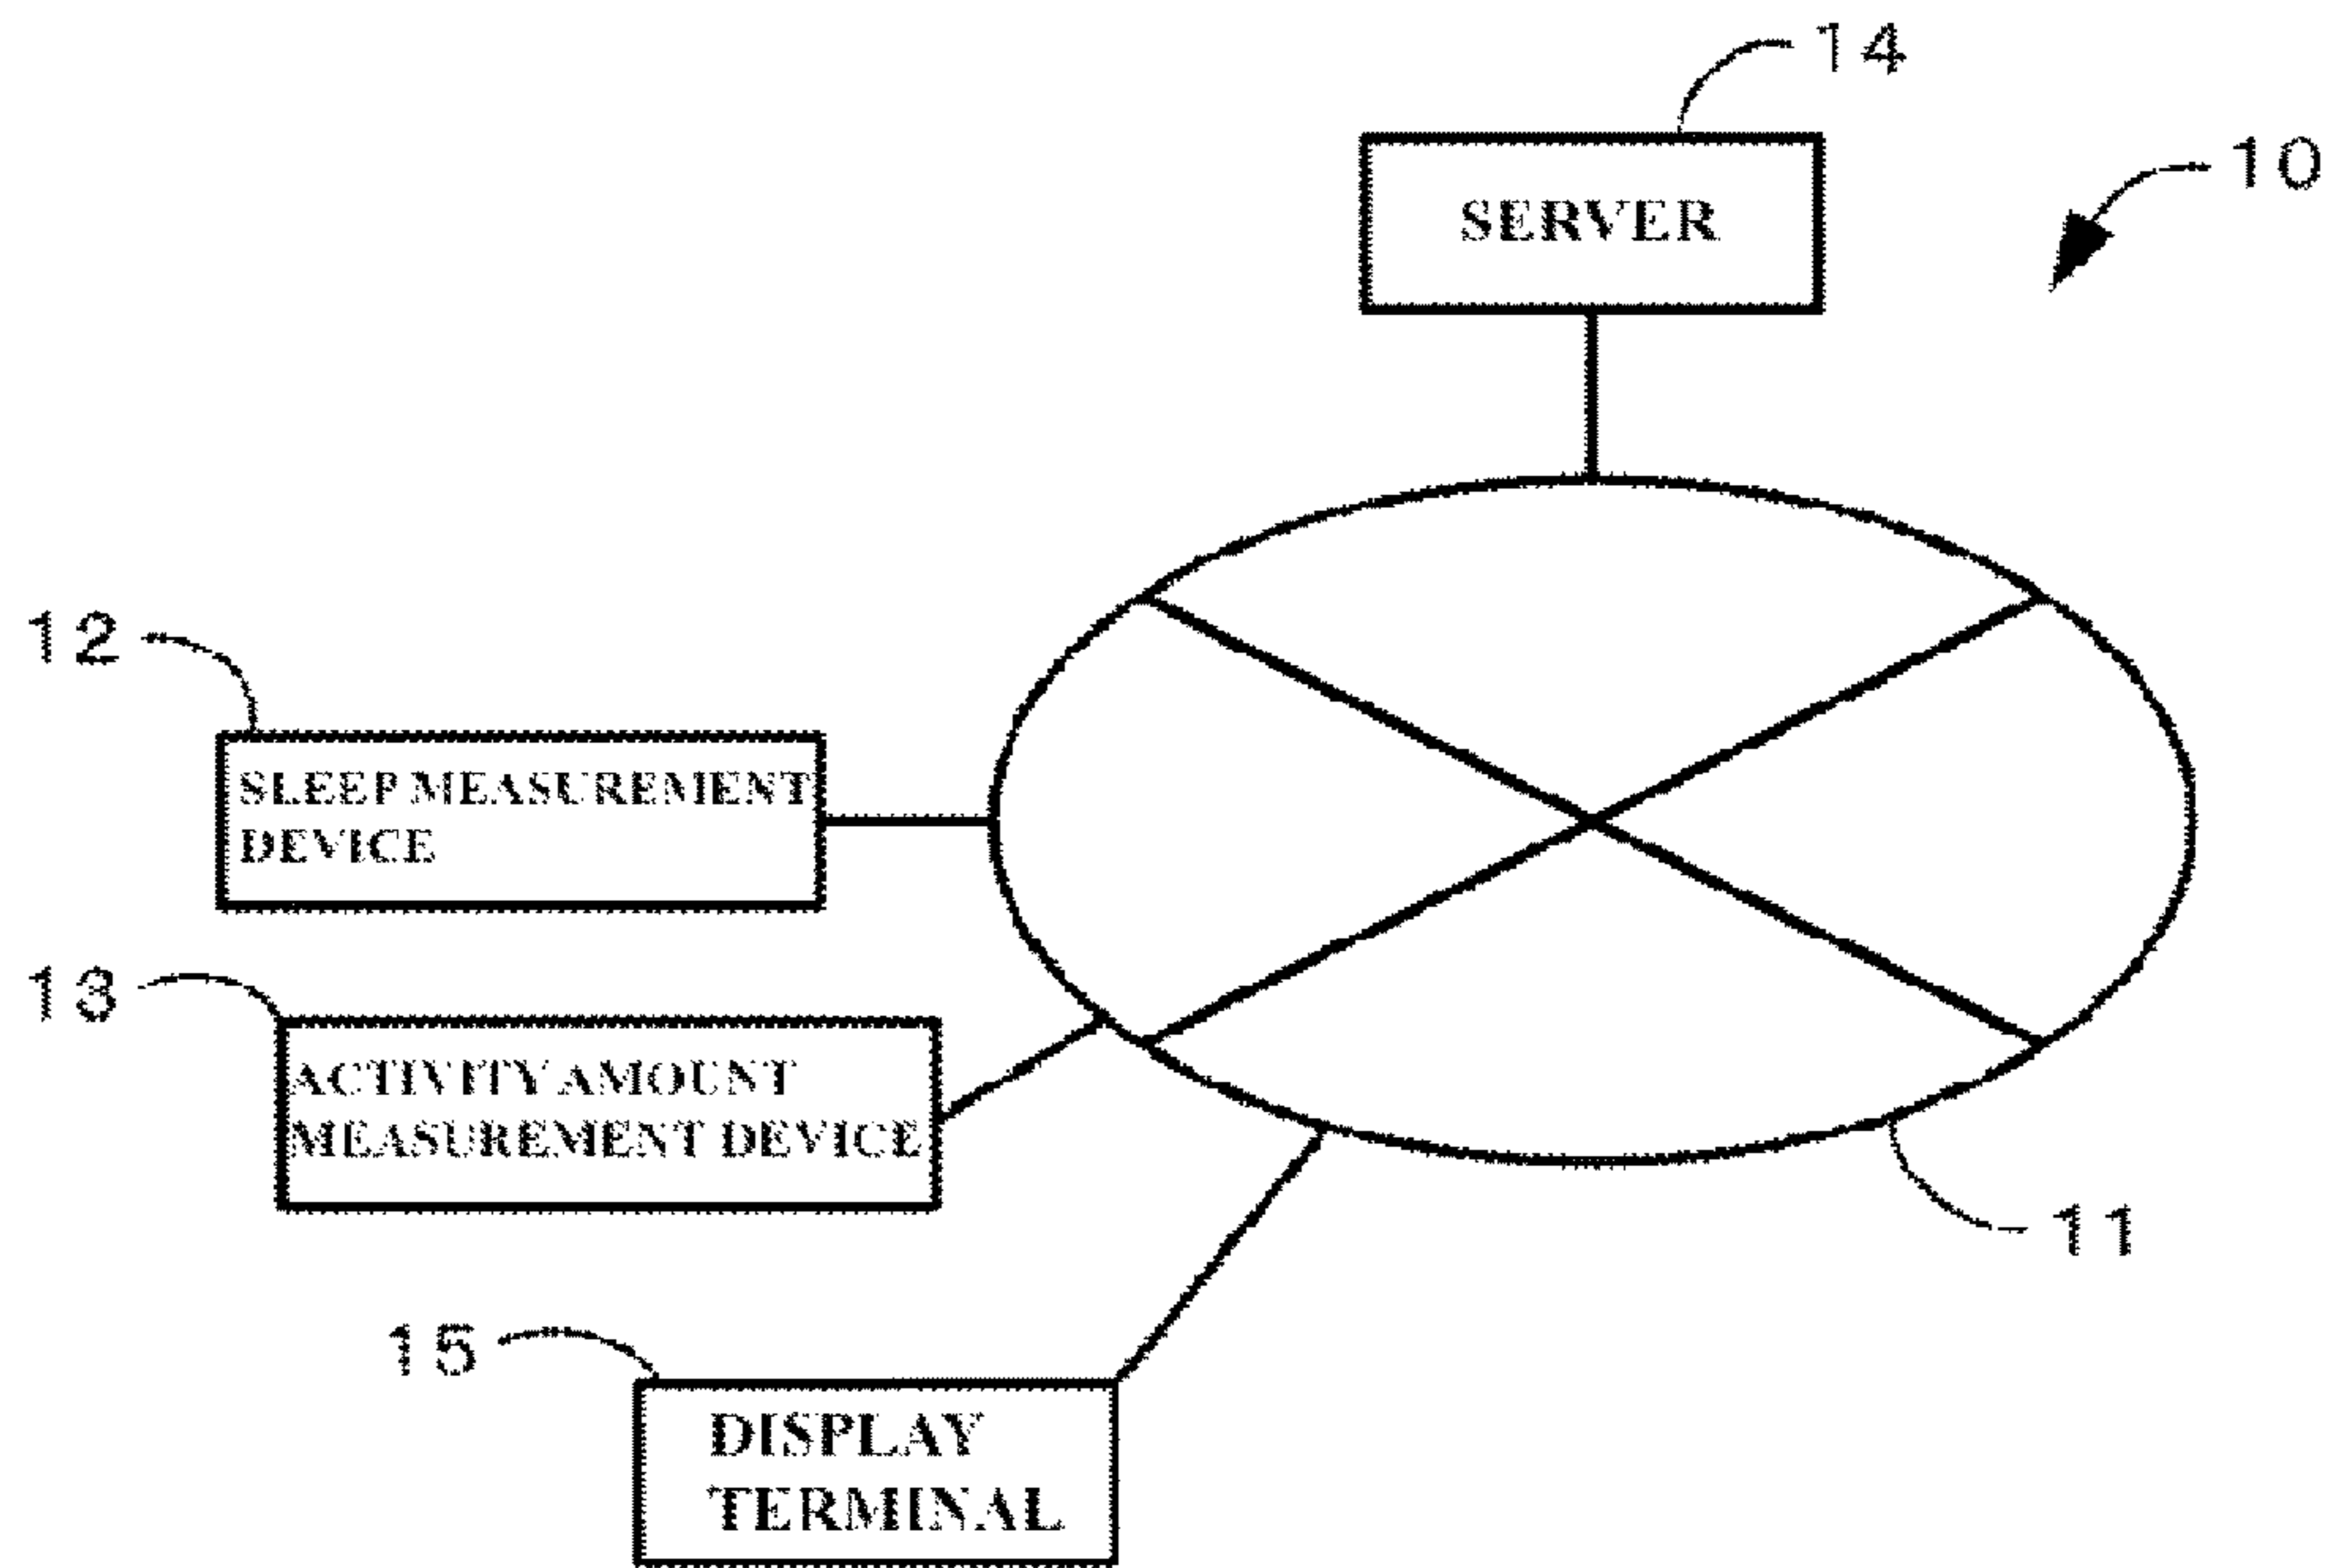 14
10
SERVER
12
SLEEP MEASUREMENT
DEVICE
13
ACTIVITY AMOUNT
MEASUREMENT DEVICE
11
15
DISPLAY
TERMINAL